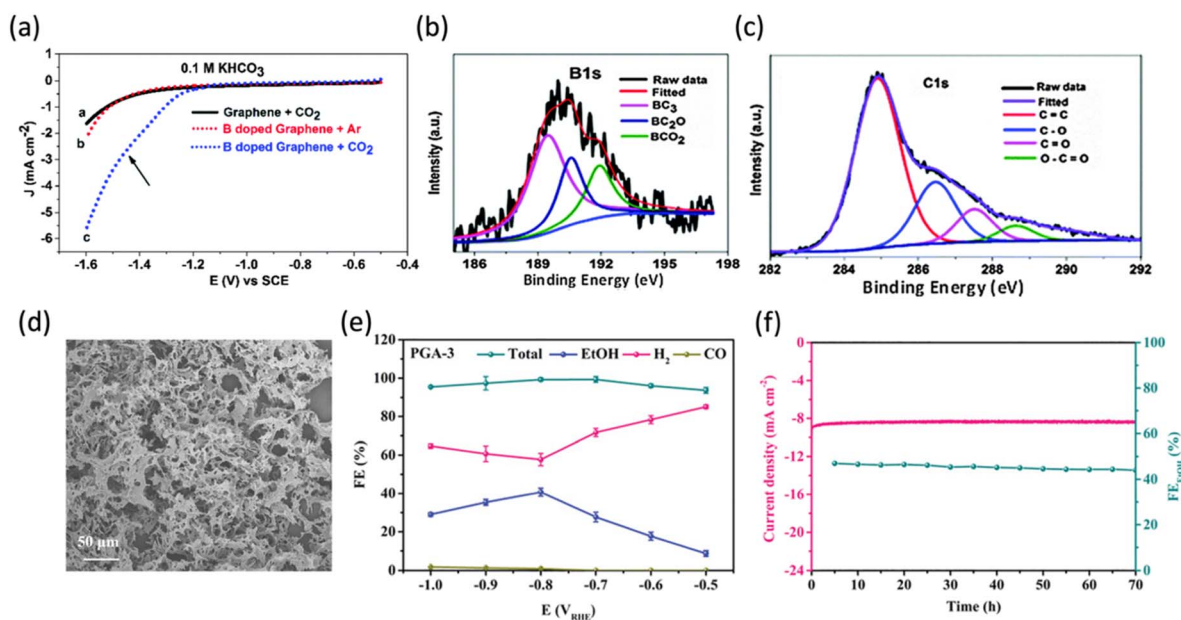 (a)
0.1 M KHCO3
a
b
c
Graphene + CO2
B doped Graphene + Ar
B doped Graphene + CO2
J (mA cm-2)
1
0
-1
-2
-3
-4
-5
-6
-1.6 -1.4 -1.2 -1.0 -0.8 -0.6 -0.4
E (V) vs SCE
(b)
B1s
Raw data
Fitted
BC3
BC2O
BCO2
Intensity (a.u.)
186 189 192 195 198
Binding Energy (eV)
(c)
C1s
Raw data
Fitted
C = C
C - O
C = O
O - C = O
Intensity (a.u.)
282 284 286 288 290 292
Binding Energy (eV)
(d)
50 μm
(e)
PGA-3 Total EtOH H2 CO
FE (%)
120
100
80
60
40
20
0
-1.0 -0.9 -0.8 -0.7 -0.6 -0.5
E (VRHE)
(f)
Current density (mA cm-2)
0
-4
-8
-12
-16
-20
-24
100
80
60
40
20
0
FEEtOH (%)
0 10 20 30 40 50 60 70
Time (h)